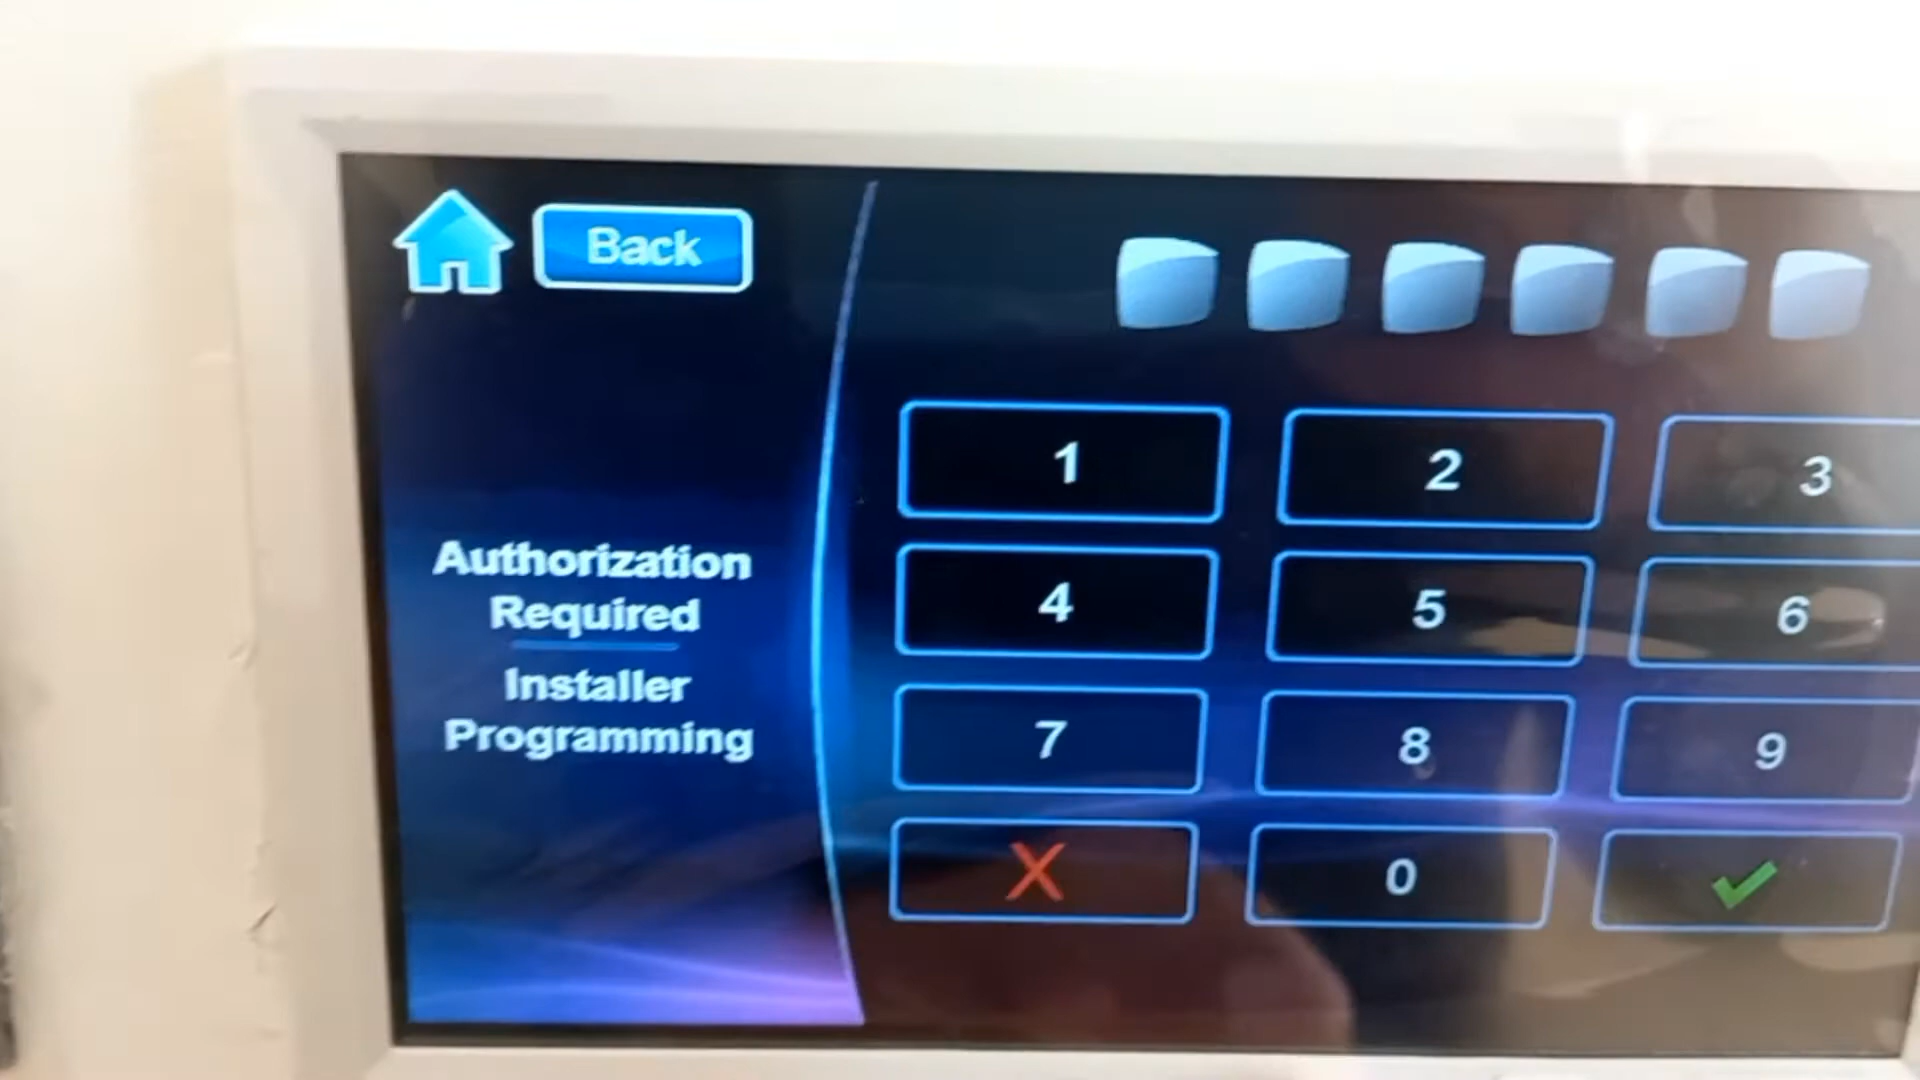 Back
Authorization
Required
Installer
Programming
1 2 3
4 5 6
7 8 9
X 0